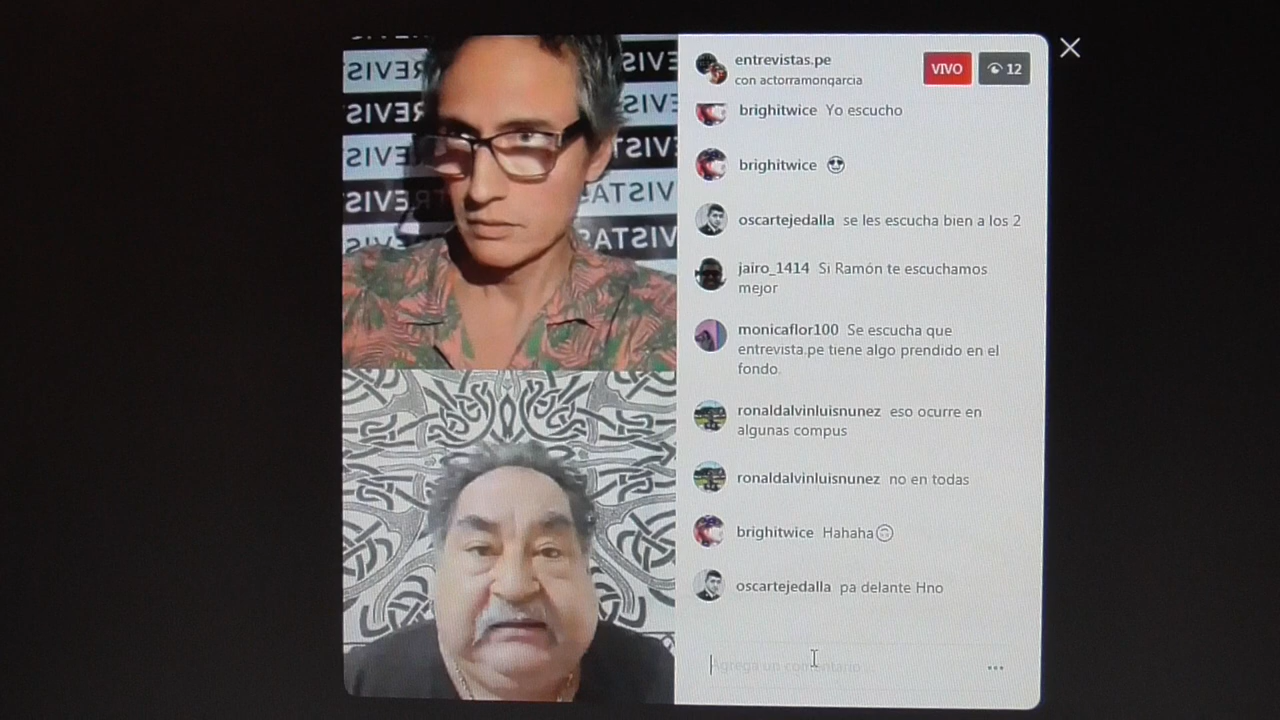 entrevistas.pe
con actorramongarcia
VIVO
12
brighitwice Yo escucho
brighitwice
oscartejedalla se les escucha bien a los 2
jairo_1414 Si Ramón te escuchamos
mejor
monicaflor100 Se escucha que
entrevista.pe tiene algo prendido en el
fondo.
ronaldalvinluisnunez eso ocurre en
algunas compus
ronaldalvinluisnunez no en todas
brighitwice Hahaha
oscartejedalla pa delante Hno
Agrega un comentario...